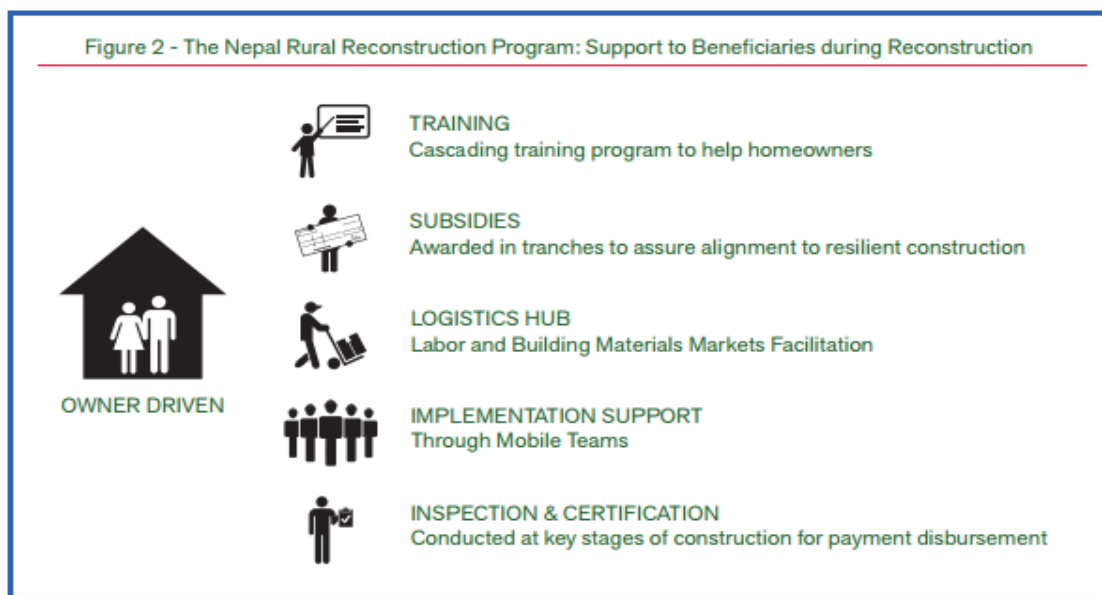 Figure 2 - The Nepal Rural Reconstruction Program: Support to Beneficiaries during Reconstruction
TRAINING
Cascading training program to help homeowners
SUBSIDIES
Awarded in tranches to assure alignment to resilient construction
LOGISTICS HUB
Labor and Building Materials Markets Facilitation
OWNER DRIVEN
IMPLEMENTATION SUPPORT
Through Mobile Teams
INSPECTION & CERTIFICATION
Conducted at key stages of construction for payment disbursement